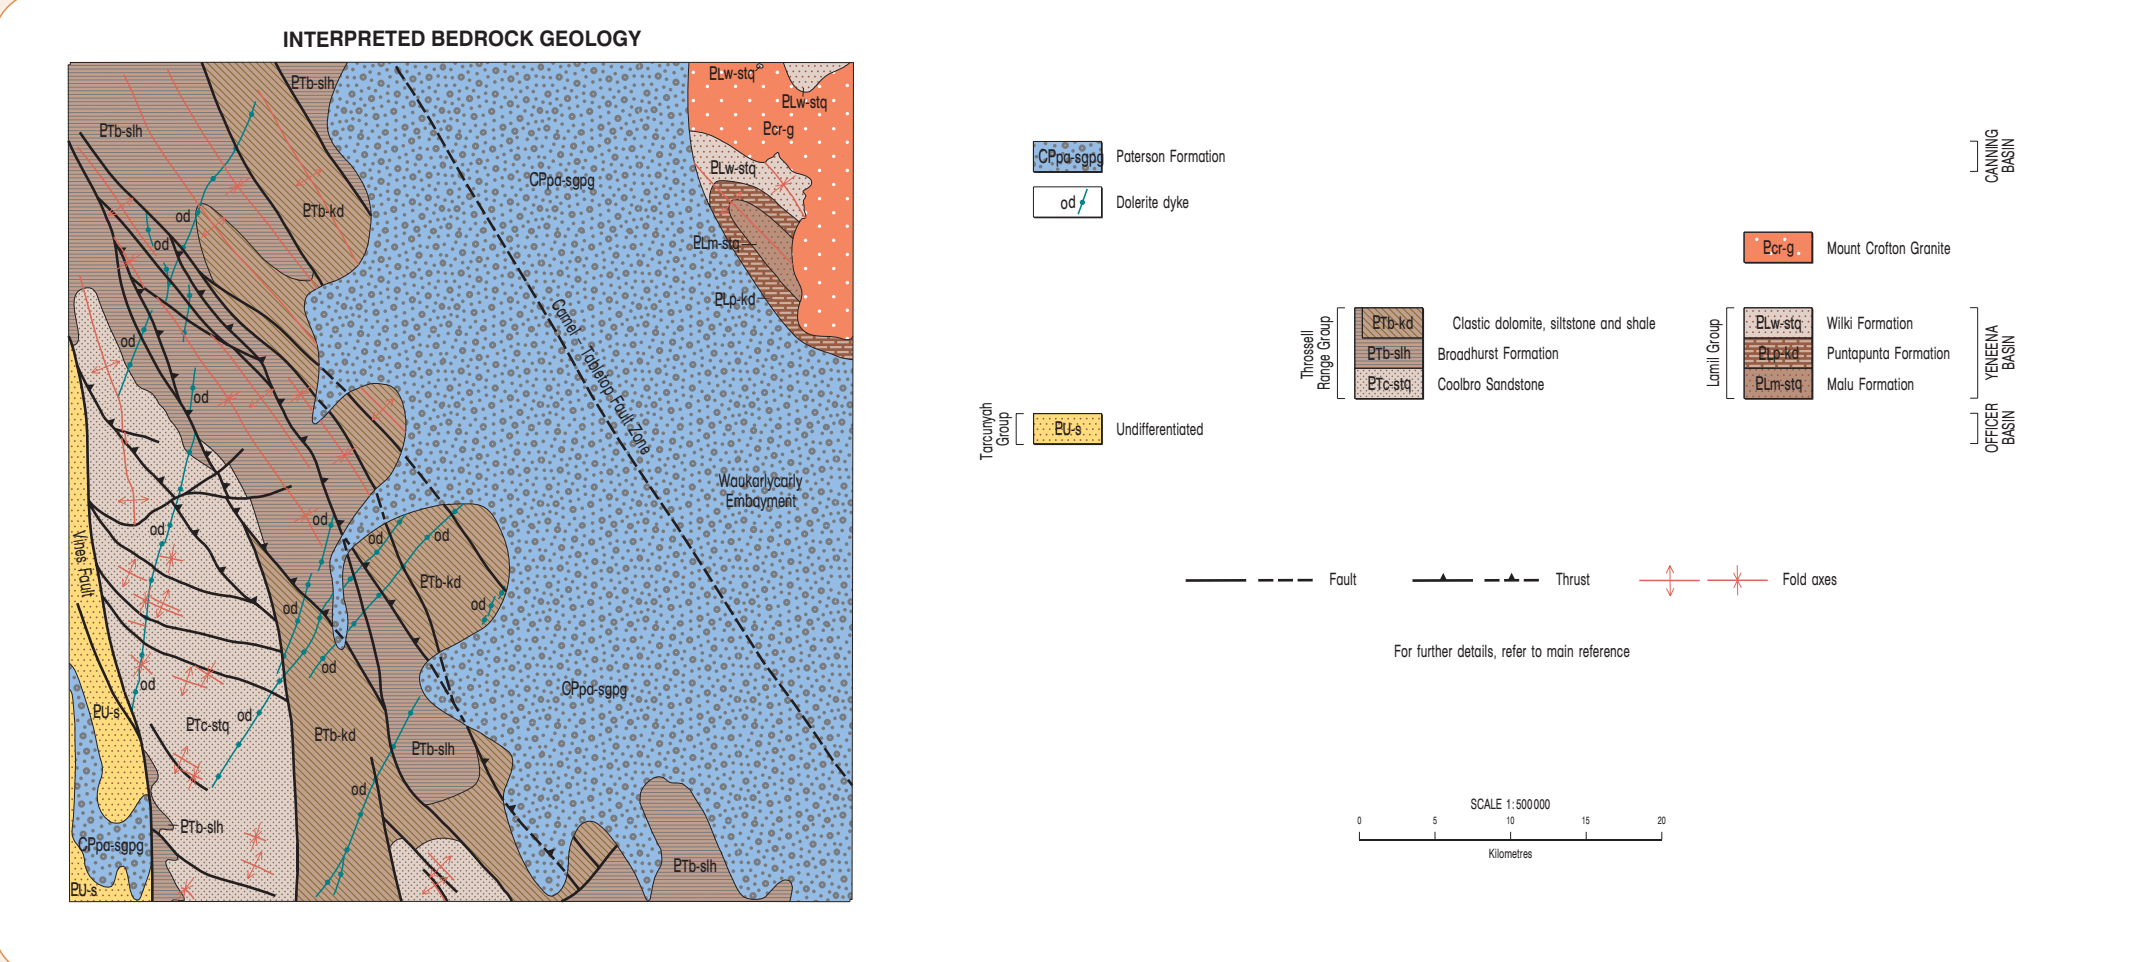 INTERPRETED BEDROCK GEOLOGY
PTb-slh
PLw-stq
PLw-stq
PTb-slh
Pcr-g
PLw-stq
CPpa-sgpg
PTb-kd
od
od
PLm-stq
PLp-kd
Camel – Tabletop Fault Zone
od
od
Waukarlycarly
Embayment
od
od
od
od
Vines Fault
PTb-kd
od
od
od
od
CPpa-sgpg
PU-s
PTc-stq
od
PTb-kd
PTb-slh
od
PTb-slh
CPpa-sgpg
PTb-slh
PU-s
CPpa-sgpg
Paterson Formation
CANNING
BASIN
od
Dolerite dyke
Pcr-g
Mount Crofton Granite
Throssell
Range Group
PTb-kd
Clastic dolomite, siltstone and shale
PTb-slh
Broadhurst Formation
PTc-stq
Coolbro Sandstone
Lamil Group
PLw-stq
Wilki Formation
PLp-kd
Puntapunta Formation
PLm-stq
Malu Formation
YENEENA
BASIN
Tarcunyah
Group
PU-s
Undifferentiated
OFFICER
BASIN
Fault
Thrust
Fold axes
For further details, refer to main reference
SCALE 1:500 000
0 5 10 15 20
Kilometres